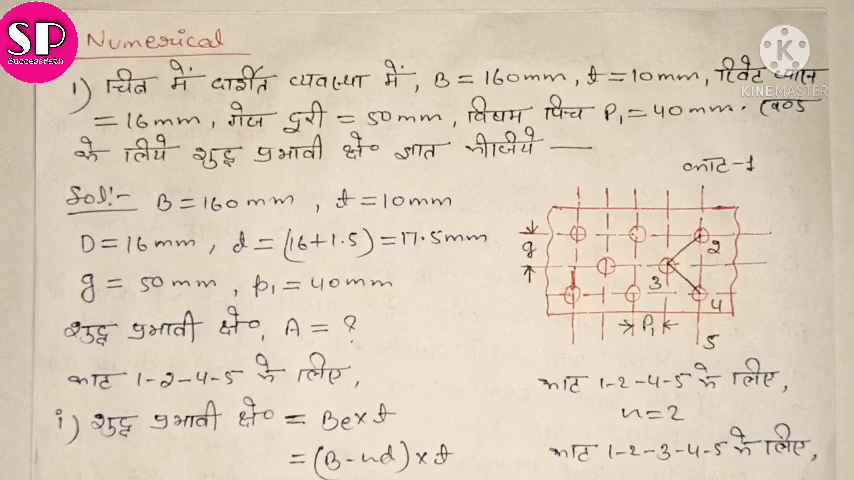 SP
Successtech
Numerical
KINEMASTER
1) चित्र में दर्शित व्यवस्था में, B = 160mm, t = 10mm, रिवेट व्यास
= 16mm, गेज दूरी = 50mm, विषम पिच P₁ = 40mm.
के लिये शुद्ध प्रभावी क्षे० ज्ञात कीजिये —
काट-1
Sol:- B = 160mm, t = 10mm
D = 16mm, d = (16+1.5) = 17.5mm
g = 50mm, p₁ = 40mm
शुद्ध प्रभावी क्षे०, A = ?
काट 1-2-4-5 के लिए,
i) शुद्ध प्रभावी क्षे० = Be x t
= (B-nd) x t
g
2
3
4
P₁
5
काट 1-2-4-5 के लिए,
n = 2
काट 1-2-3-4-5 के लिए,